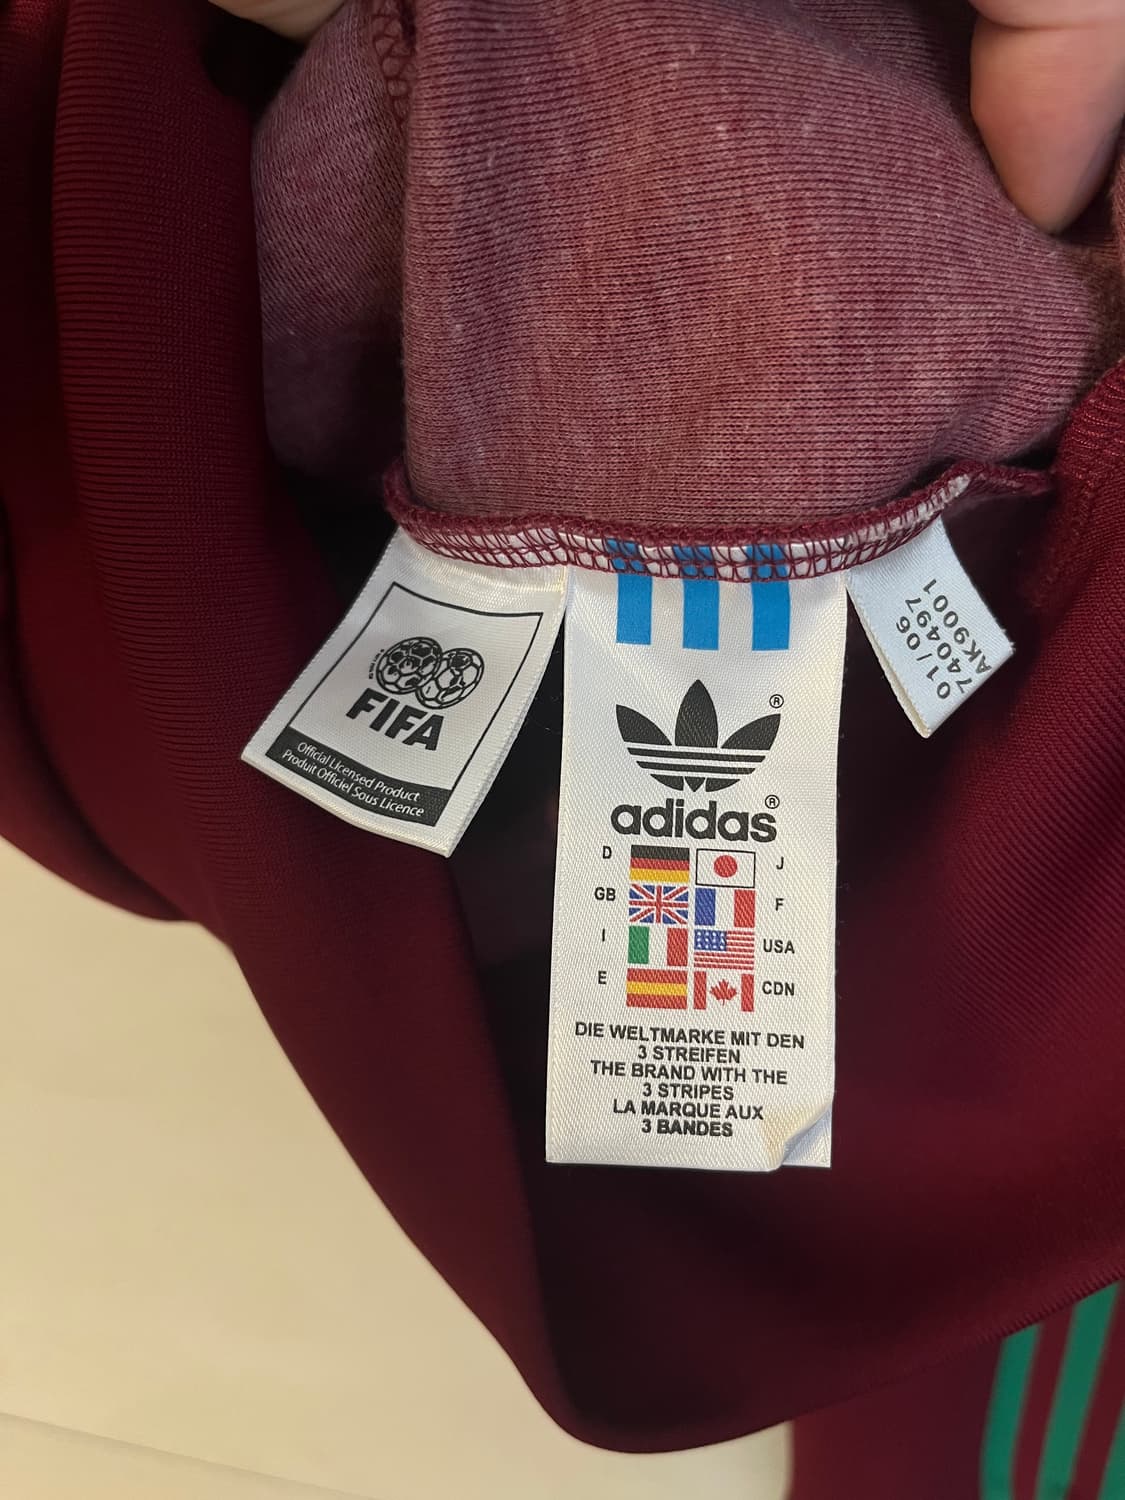 FIFA
Official Licensed Product
Produit Officiel Sous Licence
®
adidas®
D
J
GB
F
I
USA
E
CDN
DIE WELTMARKE MIT DEN
3 STREIFEN
THE BRAND WITH THE
3 STRIPES
LA MARQUE AUX
3 BANDES
01/06
740497
AK9001